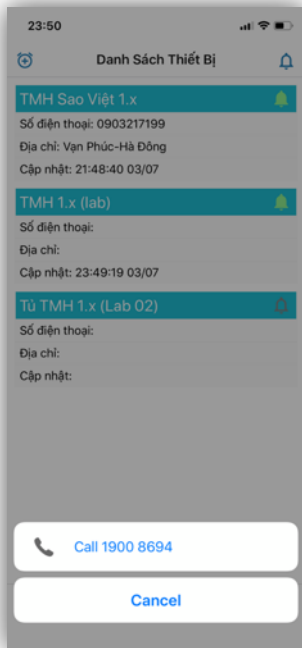 23:50
Danh Sách Thiết Bị
TMH Sao Việt 1.x
Số điện thoại: 0903217199
Địa chỉ: Vạn Phúc-Hà Đông
Cập nhật: 21:48:40 03/07
TMH 1.x (lab)
Số điện thoại:
Địa chỉ:
Cập nhật: 23:49:19 03/07
Tủ TMH 1.x (Lab 02)
Số điện thoại:
Địa chỉ:
Cập nhật:
Call 1900 8694
Cancel